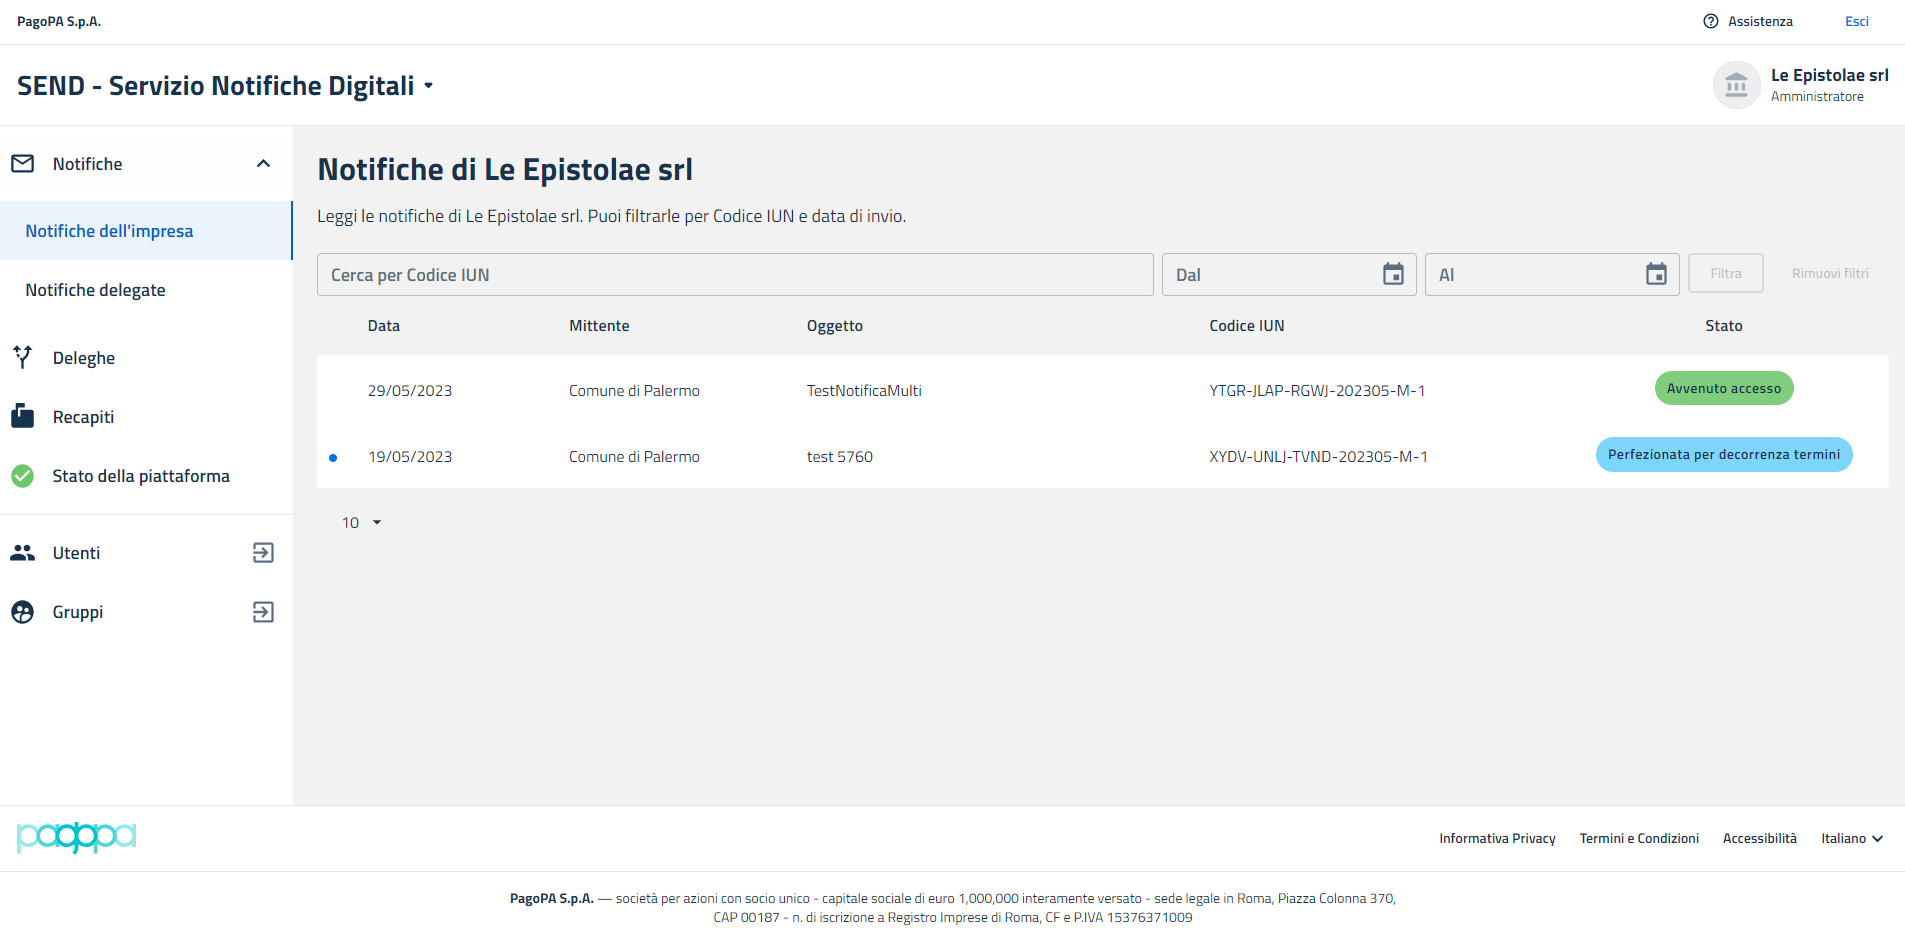 PagoPA S.p.A.
Assistenza
Esci
SEND - Servizio Notifiche Digitali
Le Epistolae srl
Amministratore
Notifiche
Notifiche dell'impresa
Notifiche delegate
Deleghe
Recapiti
Stato della piattaforma
Utenti
Gruppi
Notifiche di Le Epistolae srl
Leggi le notifiche di Le Epistolae srl. Puoi filtrarle per Codice IUN e data di invio.
Cerca per Codice IUN
Dal
Al
Filtra
Rimuovi filtri
Data Mittente Oggetto Codice IUN Stato
29/05/2023 Comune di Palermo TestNotificaMulti YTGR-JLAP-RGWJ-202305-M-1 Avvenuto accesso
19/05/2023 Comune di Palermo test 5760 XYDV-UNLJ-TVND-202305-M-1 Perfezionata per decorrenza termini
10
pagopa
Informativa Privacy Termini e Condizioni Accessibilità Italiano
PagoPA S.p.A. — società per azioni con socio unico - capitale sociale di euro 1,000,000 interamente versato - sede legale in Roma, Piazza Colonna 370,
CAP 00187 - n. di iscrizione a Registro Imprese di Roma, CF e P.IVA 15376371009